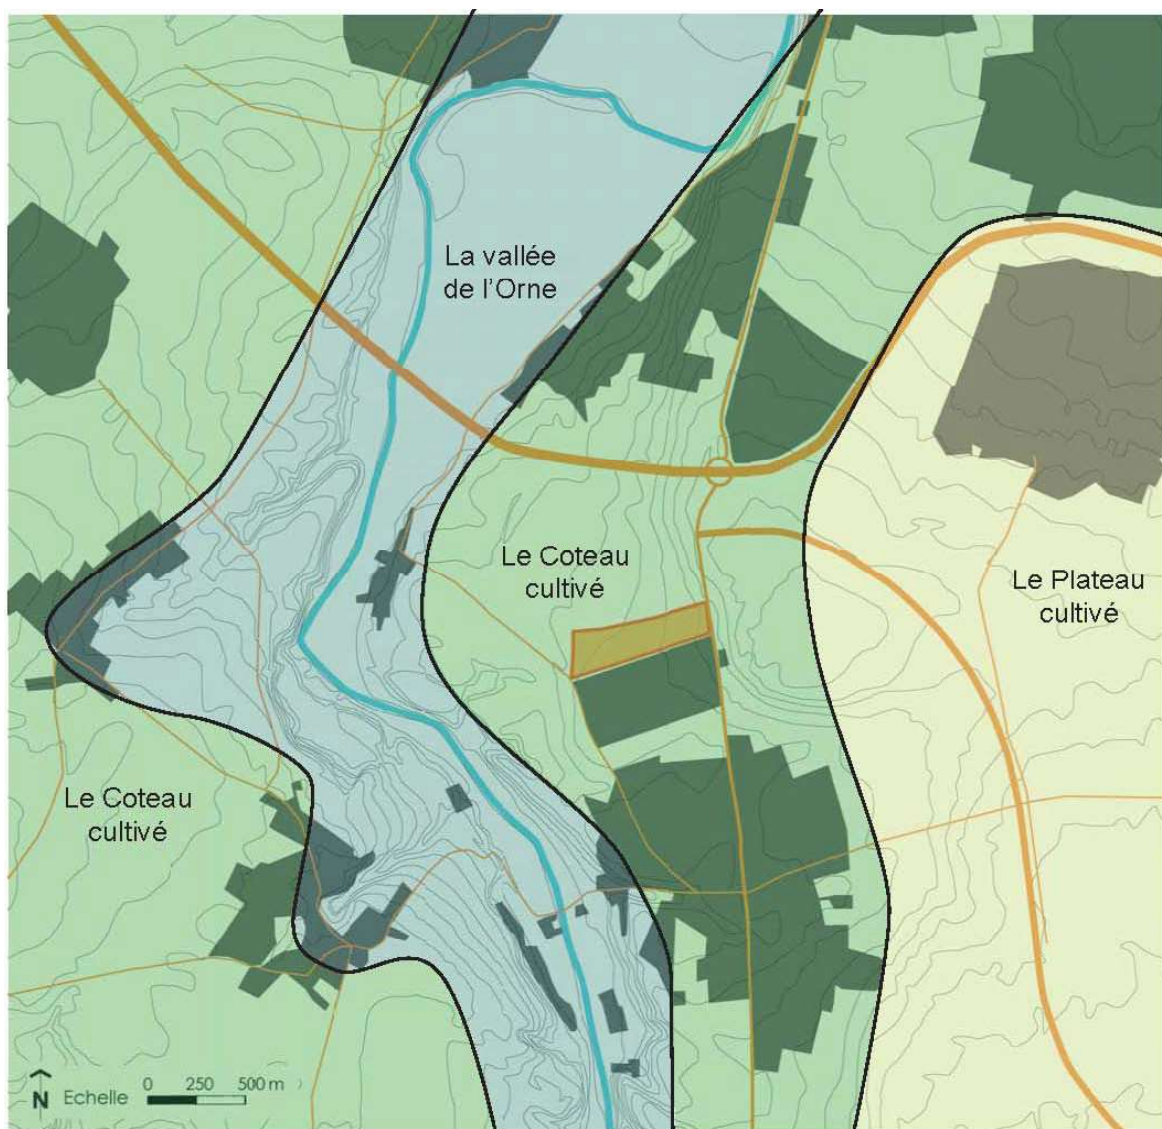 La vallée
de l'Orne
Le Coteau
cultivé
Le Plateau
cultivé
Le Coteau
cultivé
N Echelle 0 250 500 m